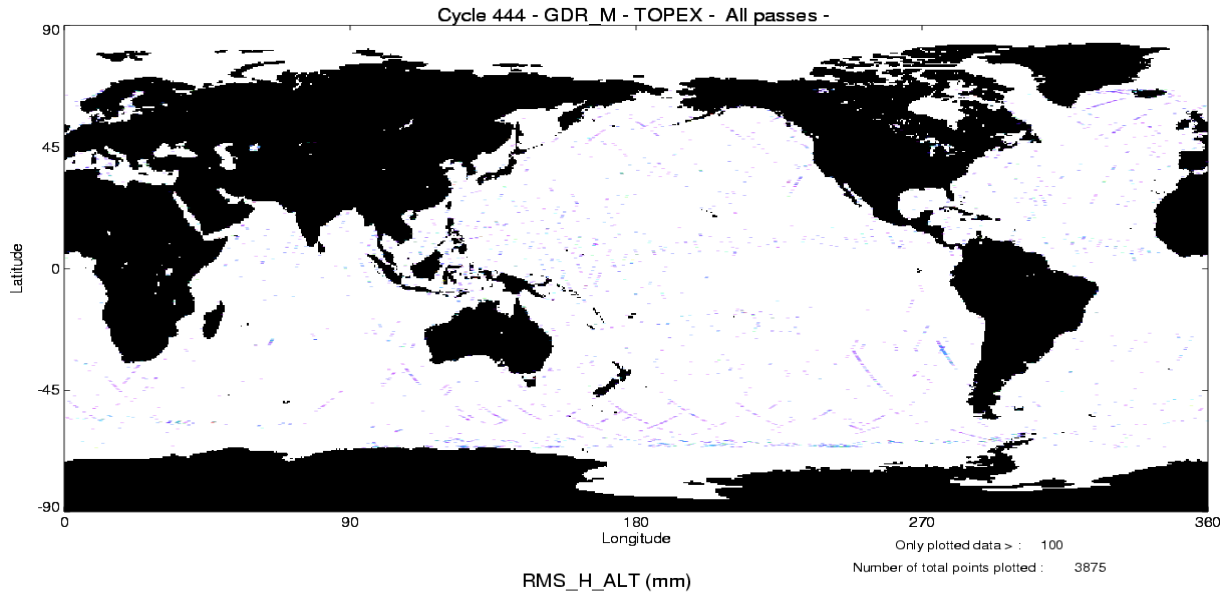 Cycle 444 - GDR_M - TOPEX - All passes -
90
45
0
-45
-90
Latitude
0 90 180 270 360
Longitude
Only plotted data > : 100
Number of total points plotted : 3875
RMS_H_ALT (mm)